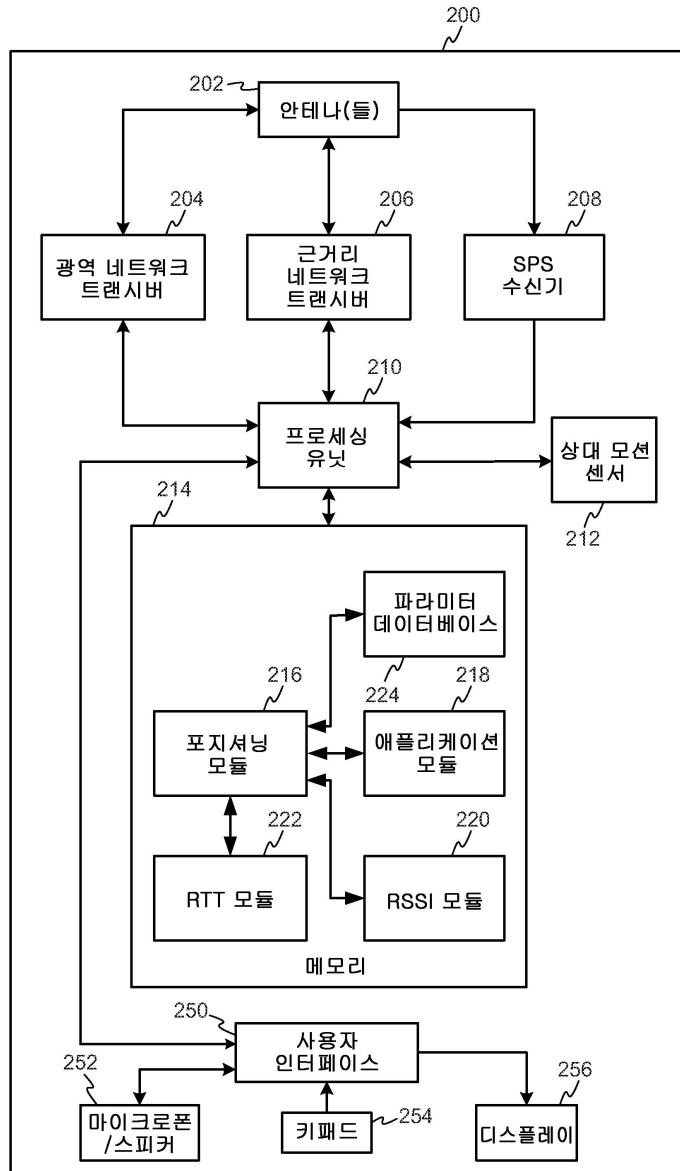 200
202
안테나(들)
204
206
208
광역 네트워크
트랜시버
근거리
네트워크
트랜시버
SPS
수신기
210
프로세싱
유닛
상대 모션
센서
212
214
파라미터
데이터베이스
224
216
218
포지셔닝
모듈
애플리케이션
모듈
222
220
RTT 모듈
RSSI 모듈
메모리
250
사용자
인터페이스
252
256
마이크로폰
/스피커
키패드
254
디스플레이